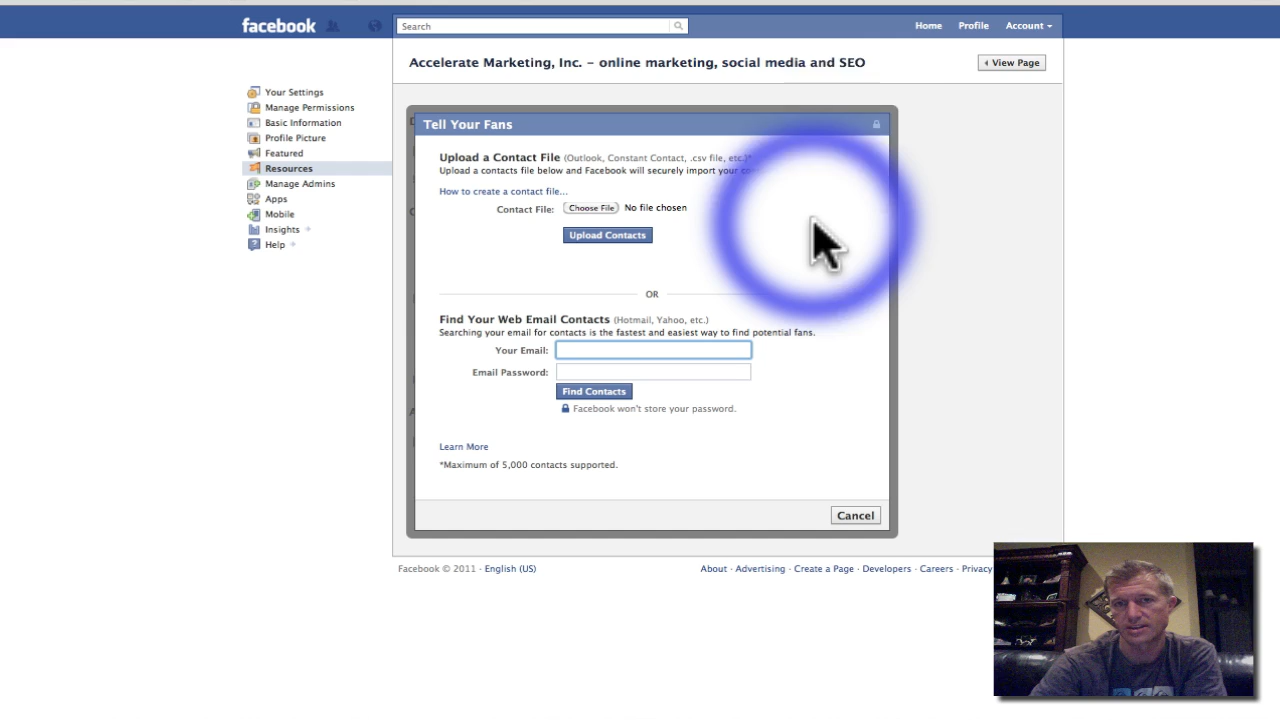 facebook
Search
Home
Profile
Account
Accelerate Marketing, Inc. – online marketing, social media and SEO
View Page
Your Settings
Manage Permissions
Basic Information
Profile Picture
Featured
Resources
Manage Admins
Apps
Mobile
Insights
Help
Tell Your Fans
Upload a Contact File (Outlook, Constant Contact, .csv file, etc.)*
Upload a contacts file below and Facebook will securely import your
How to create a contact file...
Contact File: Choose File No file chosen
Upload Contacts
OR
Find Your Web Email Contacts (Hotmail, Yahoo, etc.)
Searching your email for contacts is the fastest and easiest way to find potential fans.
Your Email:
Email Password:
Find Contacts
Facebook won't store your password.
Learn More
*Maximum of 5,000 contacts supported.
Cancel
Facebook © 2011 · English (US)
About · Advertising · Create a Page · Developers · Careers · Privacy